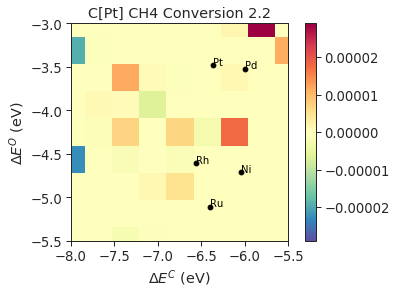 C[Pt] CH4 Conversion 2.2
−3.0
−3.5
−4.0
−4.5
−5.0
−5.5
ΔE^O (eV)
Pt
Pd
Rh
Ni
Ru
−8.0 −7.5 −7.0 −6.5 −6.0 −5.5
ΔE^C (eV)
0.00002
0.00001
0.00000
−0.00001
−0.00002